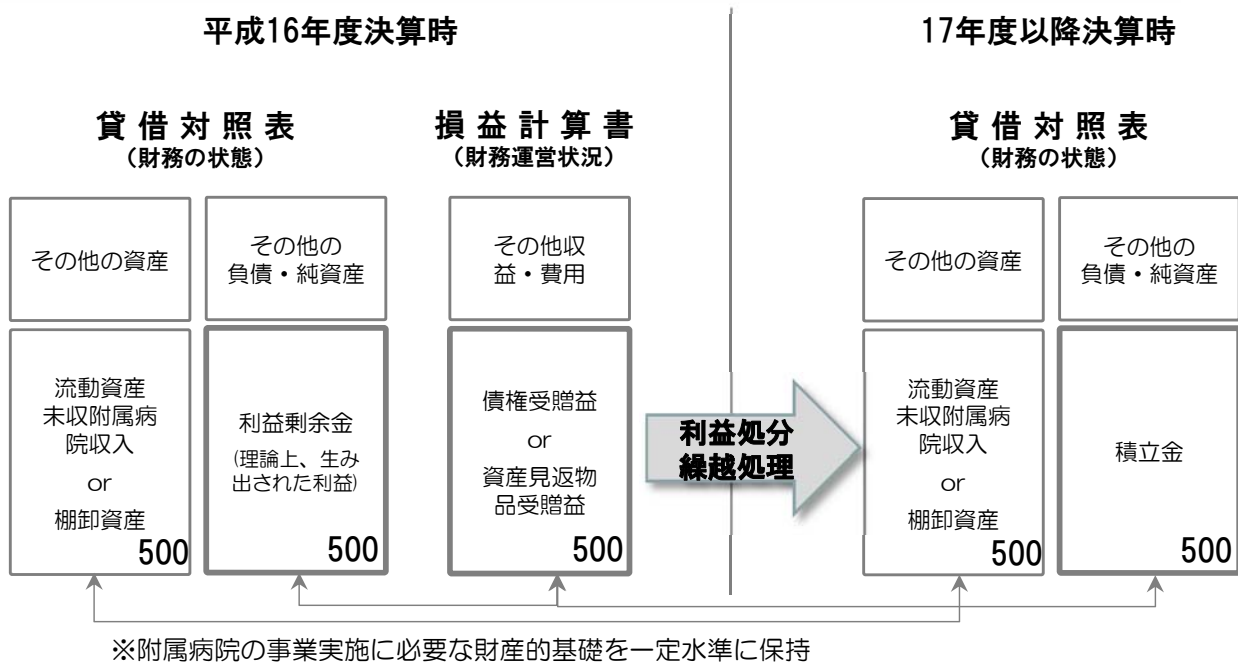 平成16年度決算時
17年度以降決算時
貸借対照表
(財務の状態)
損益計算書
(財務運営状況)
貸借対照表
(財務の状態)
その他の資産
その他の
負債・純資産
その他収
益・費用
その他の資産
その他の
負債・純資産
流動資産
未収附属病
院収入
or
棚卸資産
500
利益剰余金
(理論上、生み
出された利益)
500
債権受贈益
or
資産見返物
品受贈益
500
利益処分
繰越処理
流動資産
未収附属病
院収入
or
棚卸資産
500
積立金
500
※附属病院の事業実施に必要な財産的基礎を一定水準に保持